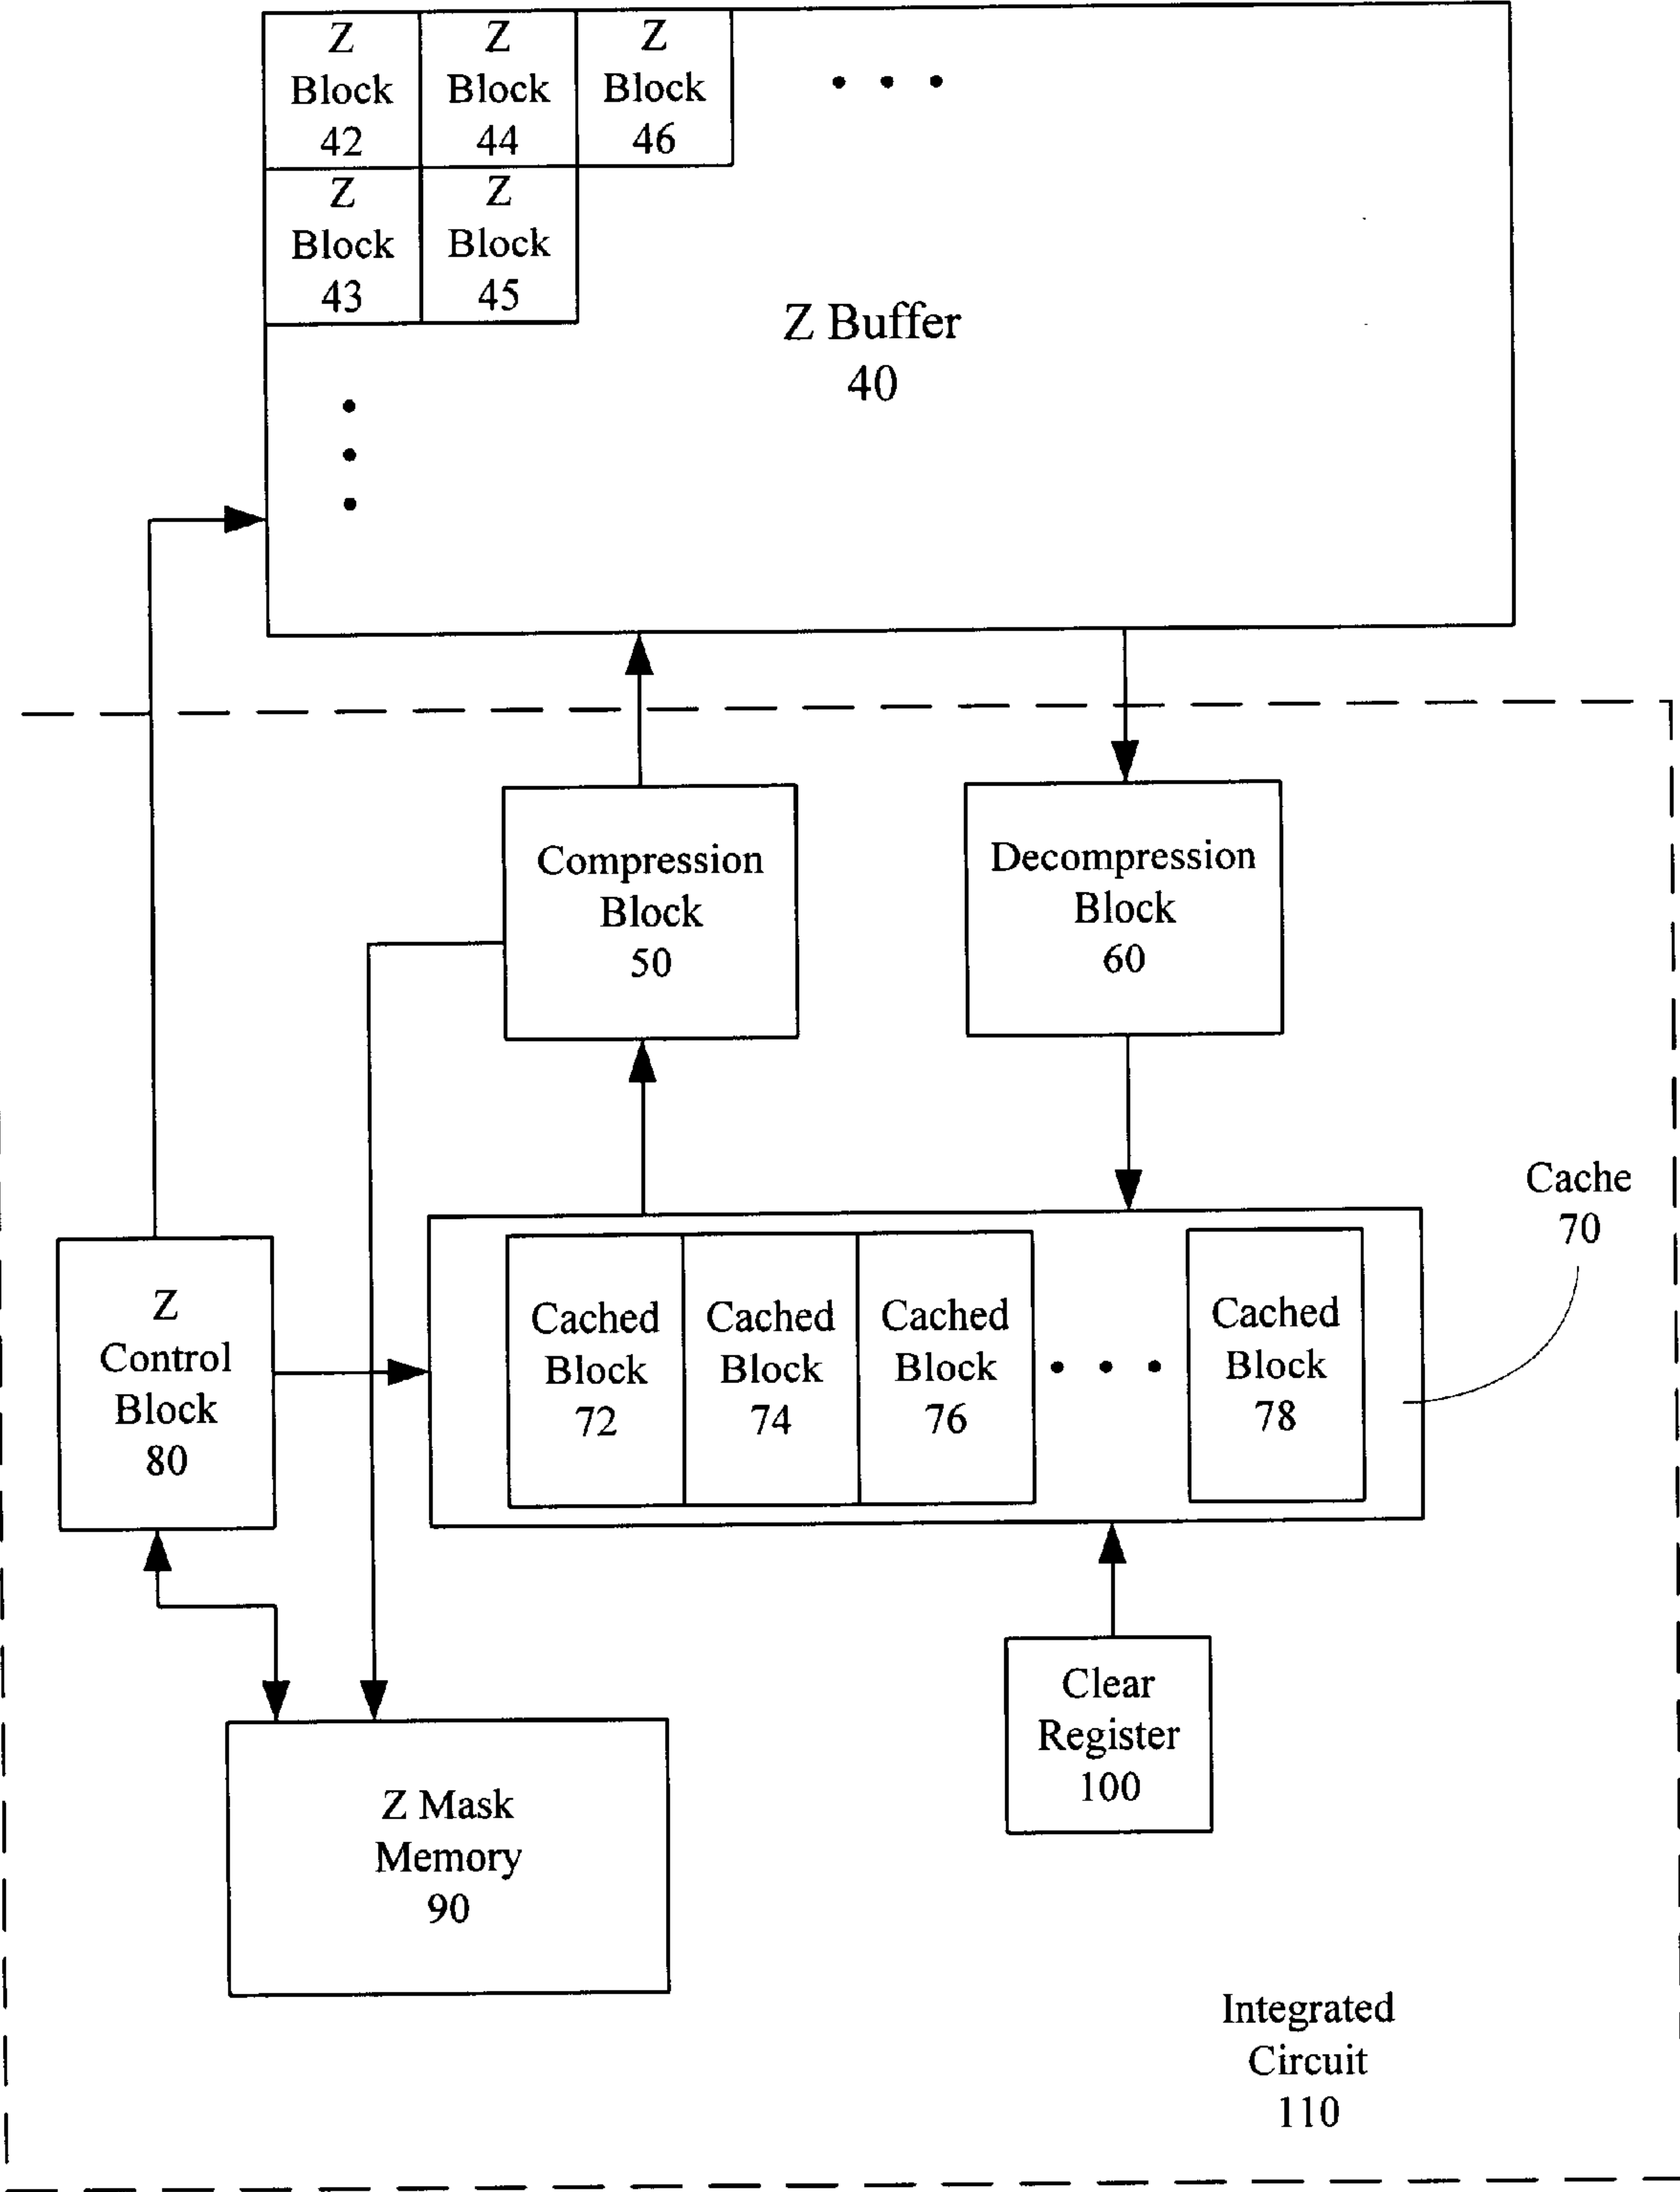 Z
Block
42
Z
Block
44
Z
Block
46
Z
Block
43
Z
Block
45
Z Buffer
40
Compression
Block
50
Decompression
Block
60
Cache
70
Z
Control
Block
80
Cached
Block
72
Cached
Block
74
Cached
Block
76
Cached
Block
78
Clear
Register
100
Z Mask
Memory
90
Integrated
Circuit
110